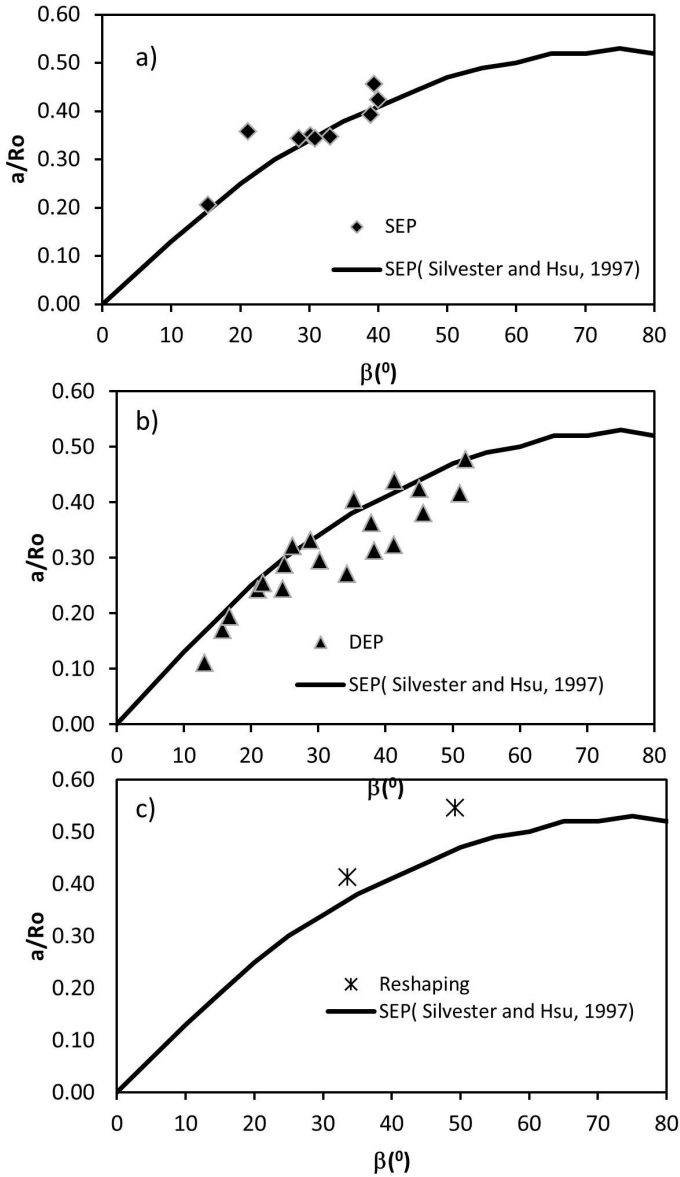 0.60
a)
0.50
0.40
a/Ro
0.30
0.20
SEP
0.10
SEP( Silvester and Hsu, 1997)
0.00
0 10 20 30 40 50 60 70 80
β(⁰)
0.60
b)
0.50
0.40
a/Ro
0.30
0.20
DEP
0.10
SEP( Silvester and Hsu, 1997)
0.00
0 10 20 30 40 50 60 70 80
β(⁰)
0.60
c)
0.50
0.40
a/Ro
0.30
0.20
Reshaping
SEP( Silvester and Hsu, 1997)
0.10
0.00
0 10 20 30 40 50 60 70 80
β(⁰)